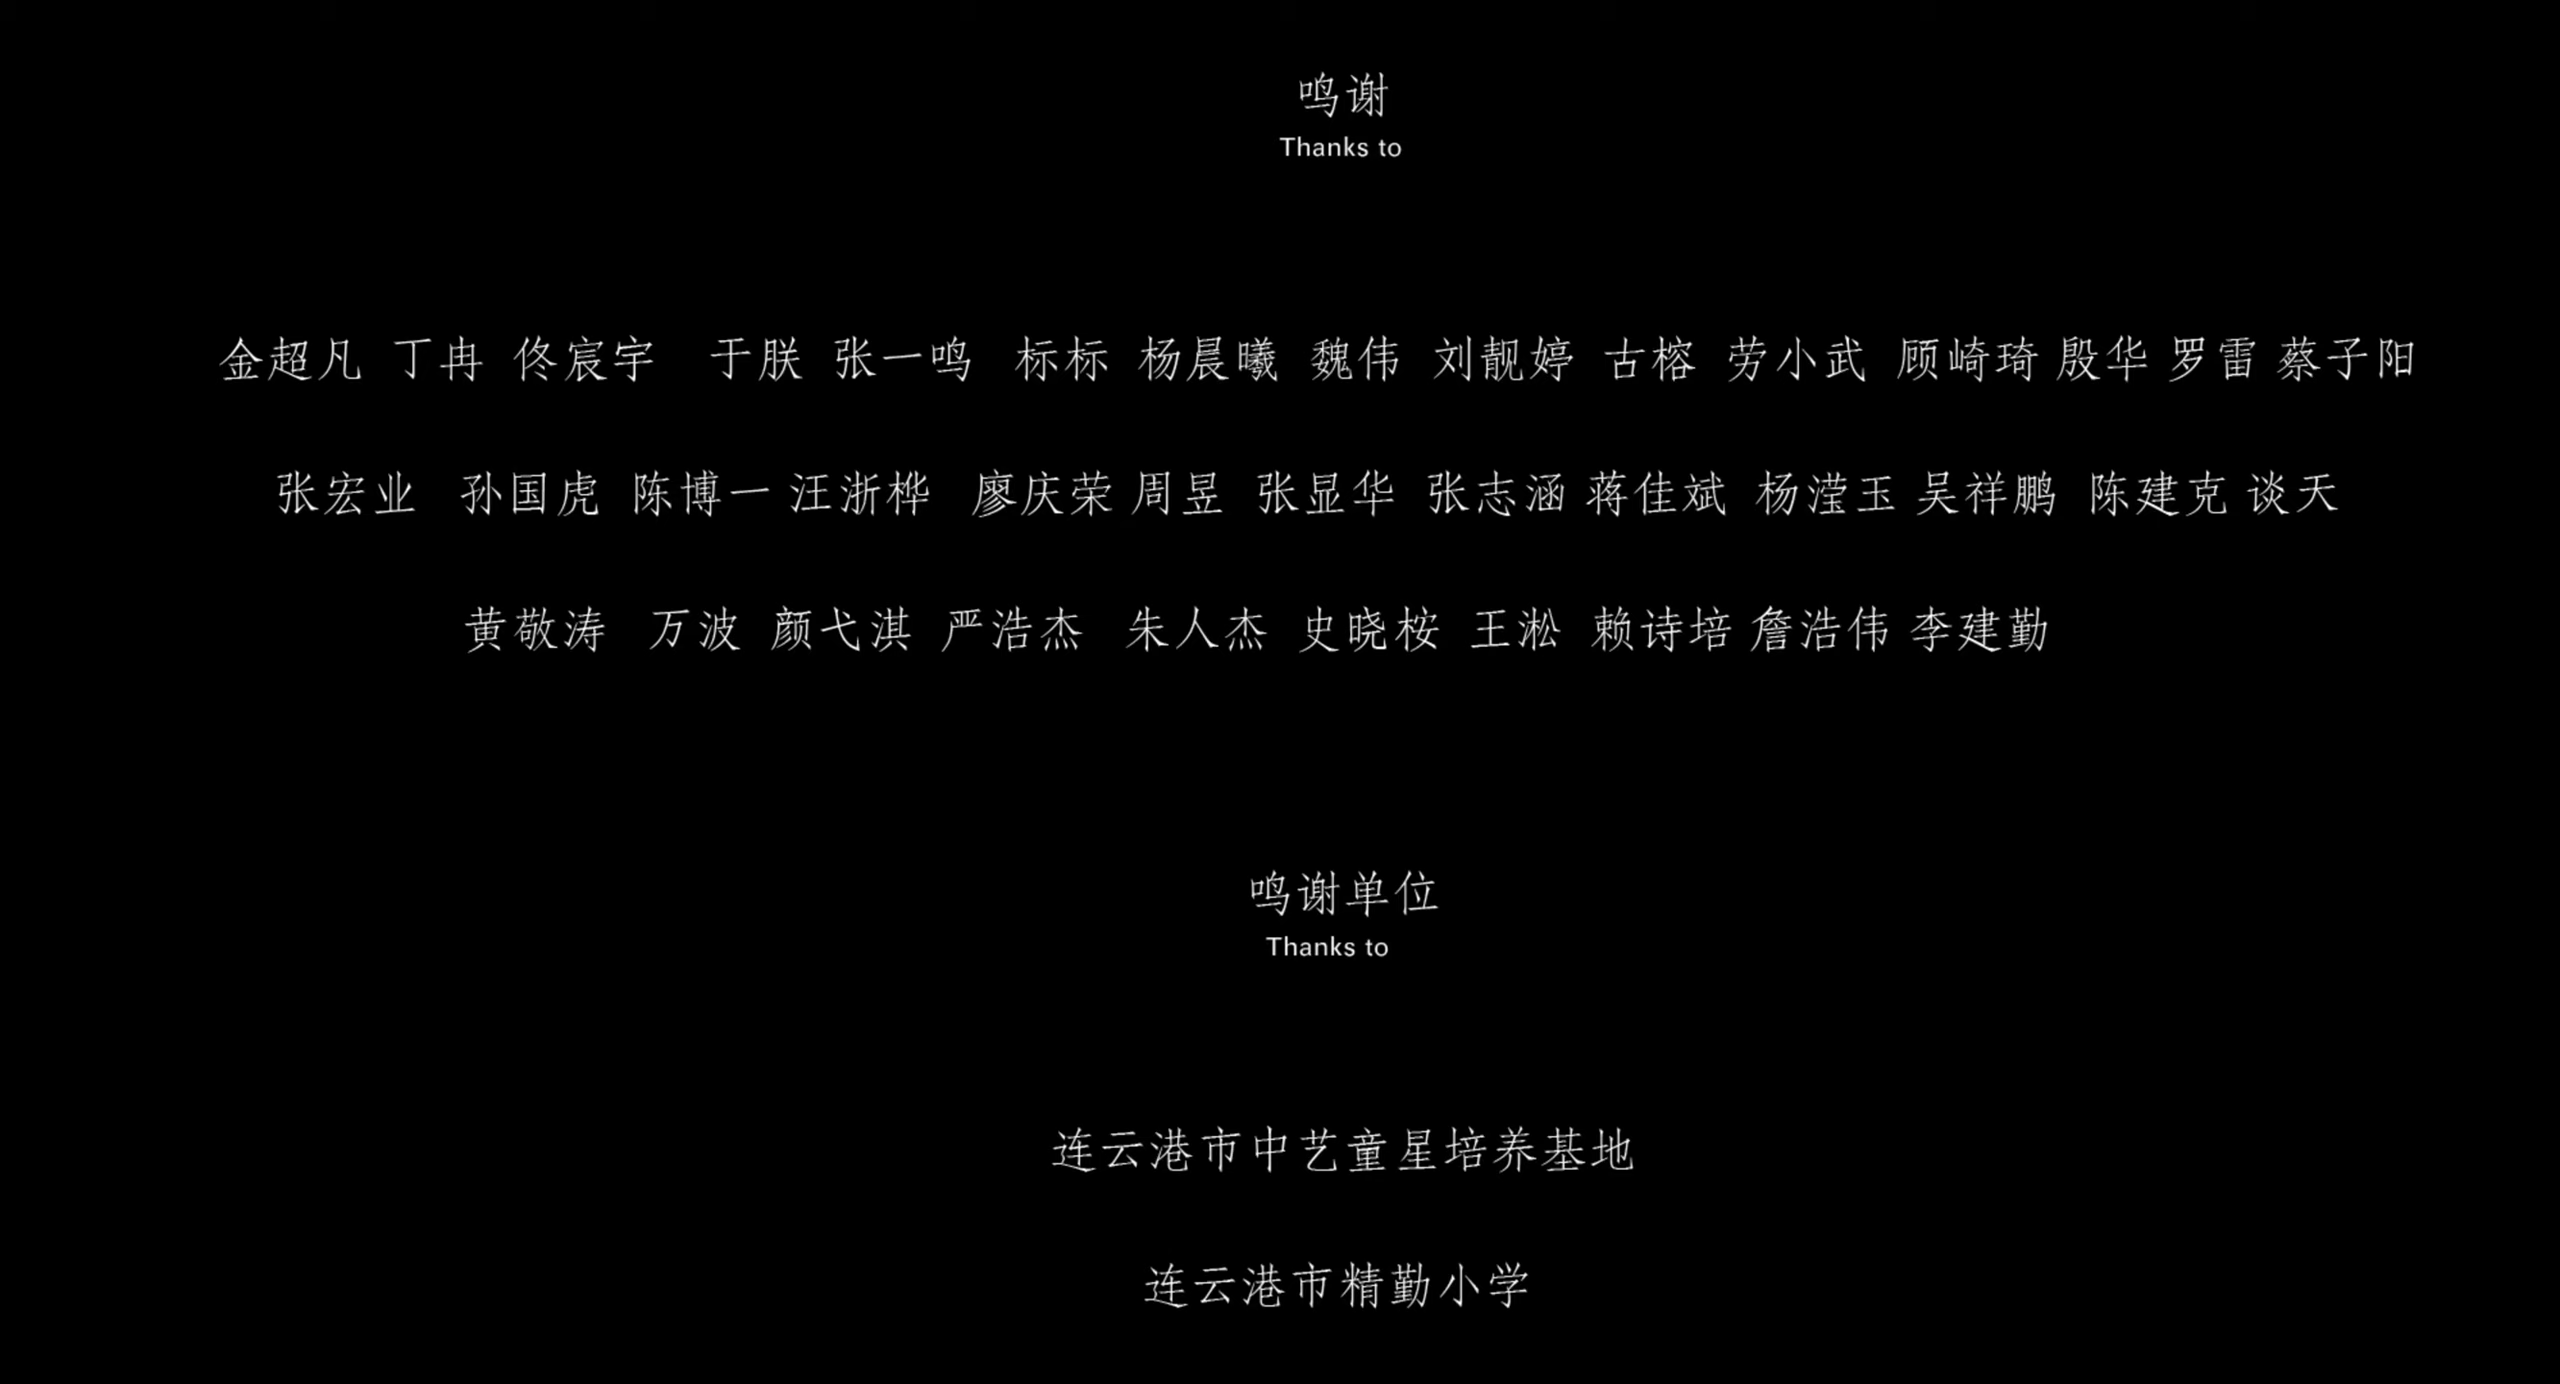 鸣谢
Thanks to
金超凡 丁冉 佟宸宇 于朕 张一鸣 标标 杨晨曦 魏伟 刘靓婷 古榕 劳小武 顾崎琦 殷华 罗雷 蔡子阳
张宏业 孙国虎 陈博一 汪浙桦 廖庆荣 周昱 张显华 张志涵 蒋佳斌 杨滢玉 吴祥鹏 陈建克 谈天
黄敬涛 万波 颜弋淇 严浩杰 朱人杰 史晓桉 王淞 赖诗培 詹浩伟 李建勤
鸣谢单位
Thanks to
连云港市中艺童星培养基地
连云港市精勤小学